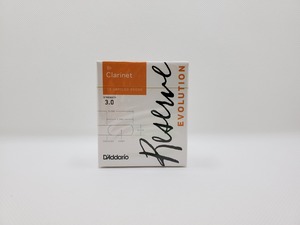 Clarinet
3.0
Reserve
EVOLUTION
D'Addario